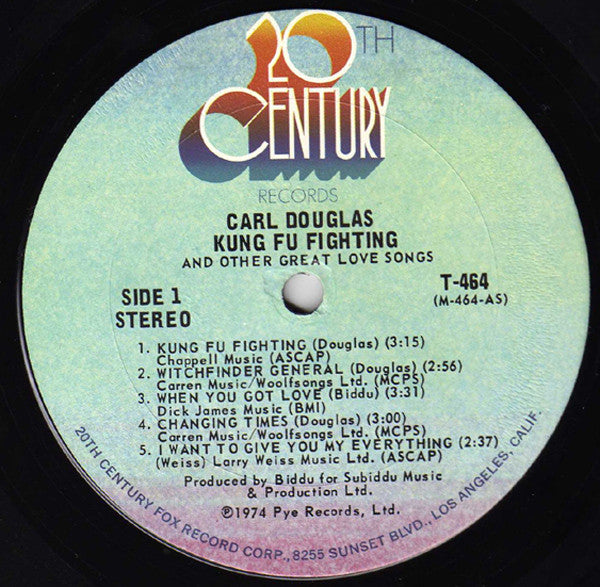 20TH
CENTURY
RECORDS
CARL DOUGLAS
KUNG FU FIGHTING
AND OTHER GREAT LOVE SONGS
SIDE 1
STEREO
T-464
(M-464-AS)
1. KUNG FU FIGHTING (Douglas) (3:15)
Chappell Music (ASCAP)
2. WITCHFINDER GENERAL (Douglas) (2:56)
Carren Music/Woolfsongs Ltd. (MCPS)
3. WHEN YOU GOT LOVE (Biddu) (3:31)
Dick James Music (BMI)
4. CHANGING TIMES (Douglas) (3:00)
Carren Music/Woolfsongs Ltd. (MCPS)
5. I WANT TO GIVE YOU MY EVERYTHING (2:37)
(Weiss) Larry Weiss Music Ltd. (ASCAP)
Produced by Biddu for Subiddu Music
& Production Ltd.
℗1974 Pye Records, Ltd.
20TH CENTURY FOX RECORD CORP., 8255 SUNSET BLVD., LOS ANGELES, CALIF.